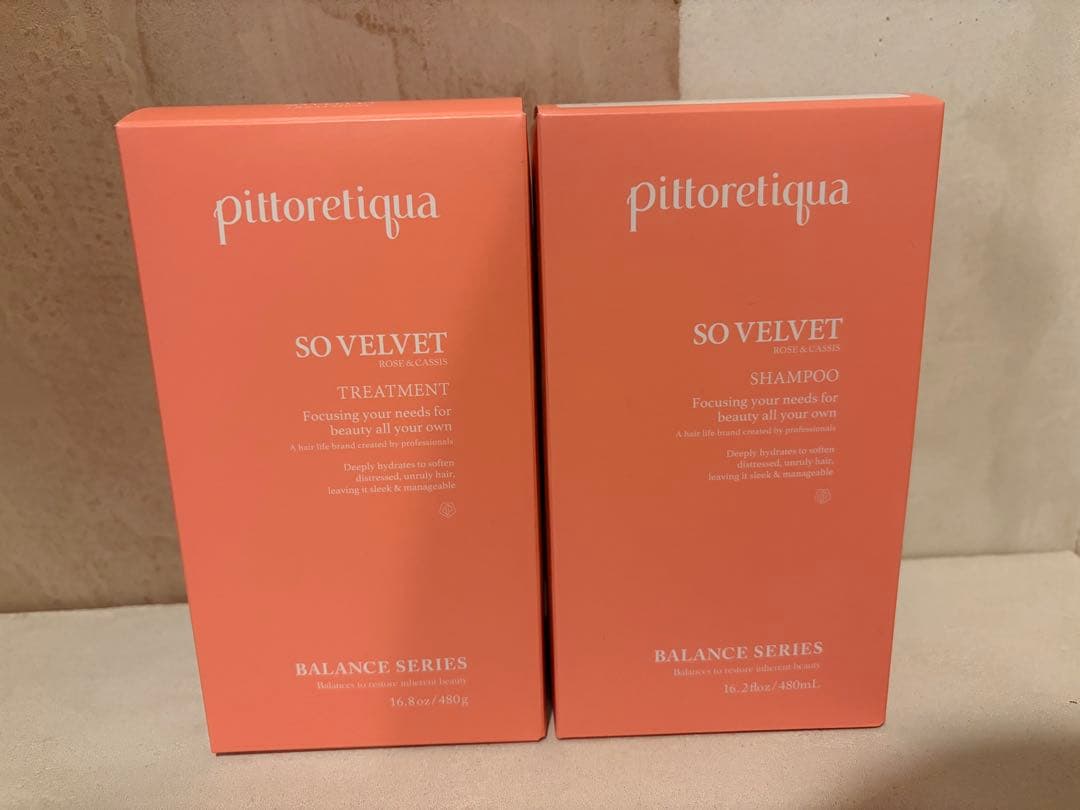 pittoretiqua
SO VELVET
ROSE & CASSIS
TREATMENT
Focusing your needs for
beauty all your own
A hair life brand created by professionals
Deeply hydrates to soften
distressed, unruly hair,
leaving it sleek & manageable
BALANCE SERIES
Balances to restore inherent beauty
16.8oz/480g
pittoretiqua
SO VELVET
ROSE & CASSIS
SHAMPOO
Focusing your needs for
beauty all your own
A hair life brand created by professionals
Deeply hydrates to soften
distressed, unruly hair,
leaving it sleek & manageable
BALANCE SERIES
Balances to restore inherent beauty
16.2floz/480mL